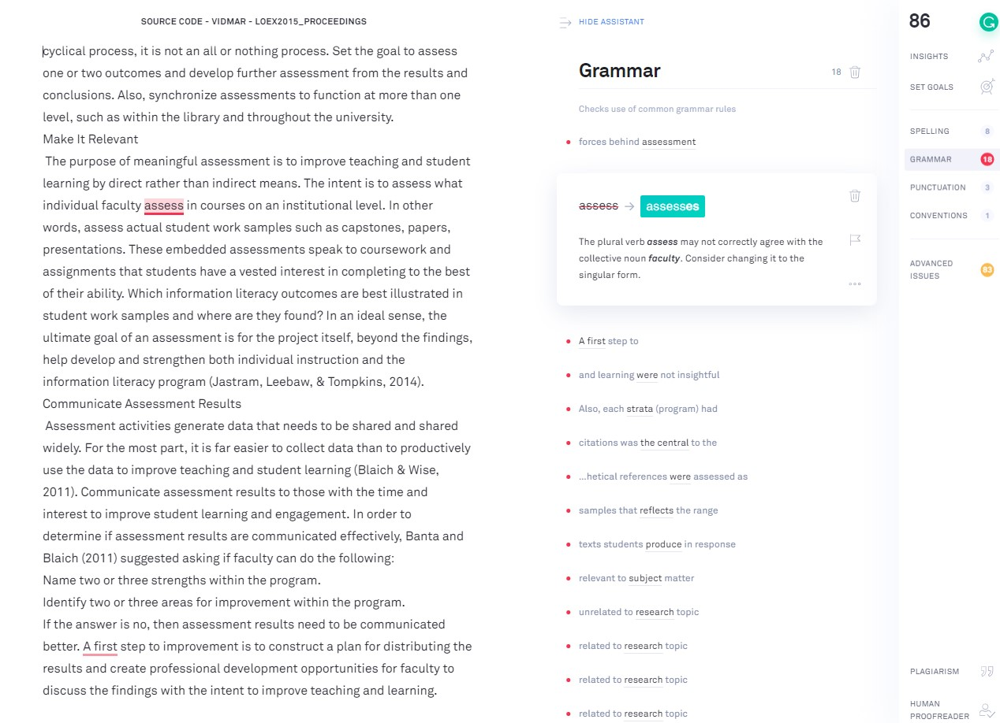 SOURCE CODE - VIDMAR - LOEX2015_PROCEEDINGS
cyclical process, it is not an all or nothing process. Set the goal to assess
one or two outcomes and develop further assessment from the results and
conclusions. Also, synchronize assessments to function at more than one
level, such as within the library and throughout the university.
Make It Relevant
The purpose of meaningful assessment is to improve teaching and student
learning by direct rather than indirect means. The intent is to assess what
individual faculty assess in courses on an institutional level. In other
words, assess actual student work samples such as capstones, papers,
presentations. These embedded assessments speak to coursework and
assignments that students have a vested interest in completing to the best
of their ability. Which information literacy outcomes are best illustrated in
student work samples and where are they found? In an ideal sense, the
ultimate goal of an assessment is for the project itself, beyond the findings,
help develop and strengthen both individual instruction and the
information literacy program (Jastram, Leebaw, & Tompkins, 2014).
Communicate Assessment Results
Assessment activities generate data that needs to be shared and shared
widely. For the most part, it is far easier to collect data than to productively
use the data to improve teaching and student learning (Blaich & Wise,
2011). Communicate assessment results to those with the time and
interest to improve student learning and engagement. In order to
determine if assessment results are communicated effectively, Banta and
Blaich (2011) suggested asking if faculty can do the following:
Name two or three strengths within the program.
Identify two or three areas for improvement within the program.
If the answer is no, then assessment results need to be communicated
better. A first step to improvement is to construct a plan for distributing the
results and create professional development opportunities for faculty to
discuss the findings with the intent to improve teaching and learning.
HIDE ASSISTANT
Grammar 18
Checks use of common grammar rules
forces behind assessment
assess → assesses
The plural verb assess may not correctly agree with the
collective noun faculty. Consider changing it to the
singular form.
A first step to
and learning were not insightful
Also, each strata (program) had
citations was the central to the
...hetical references were assessed as
samples that reflects the range
texts students produce in response
relevant to subject matter
unrelated to research topic
related to research topic
related to research topic
related to research topic
86
INSIGHTS
SET GOALS
SPELLING 8
GRAMMAR 18
PUNCTUATION 3
CONVENTIONS 1
ADVANCED
ISSUES 83
PLAGIARISM
HUMAN
PROOFREADER